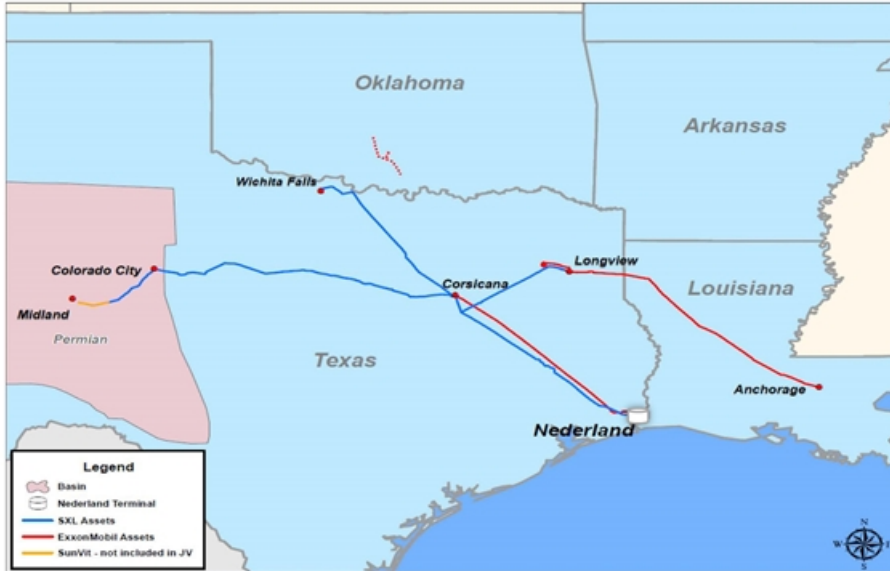 Oklahoma
Arkansas
Wichita Falls
Colorado City
Longview
Corsicana
Louisiana
Midland
Permian
Texas
Anchorage
Nederland
Legend
Basin
Nederland Terminal
SXL Assets
ExxonMobil Assets
SunVit - not included in JV
N
W
E
S